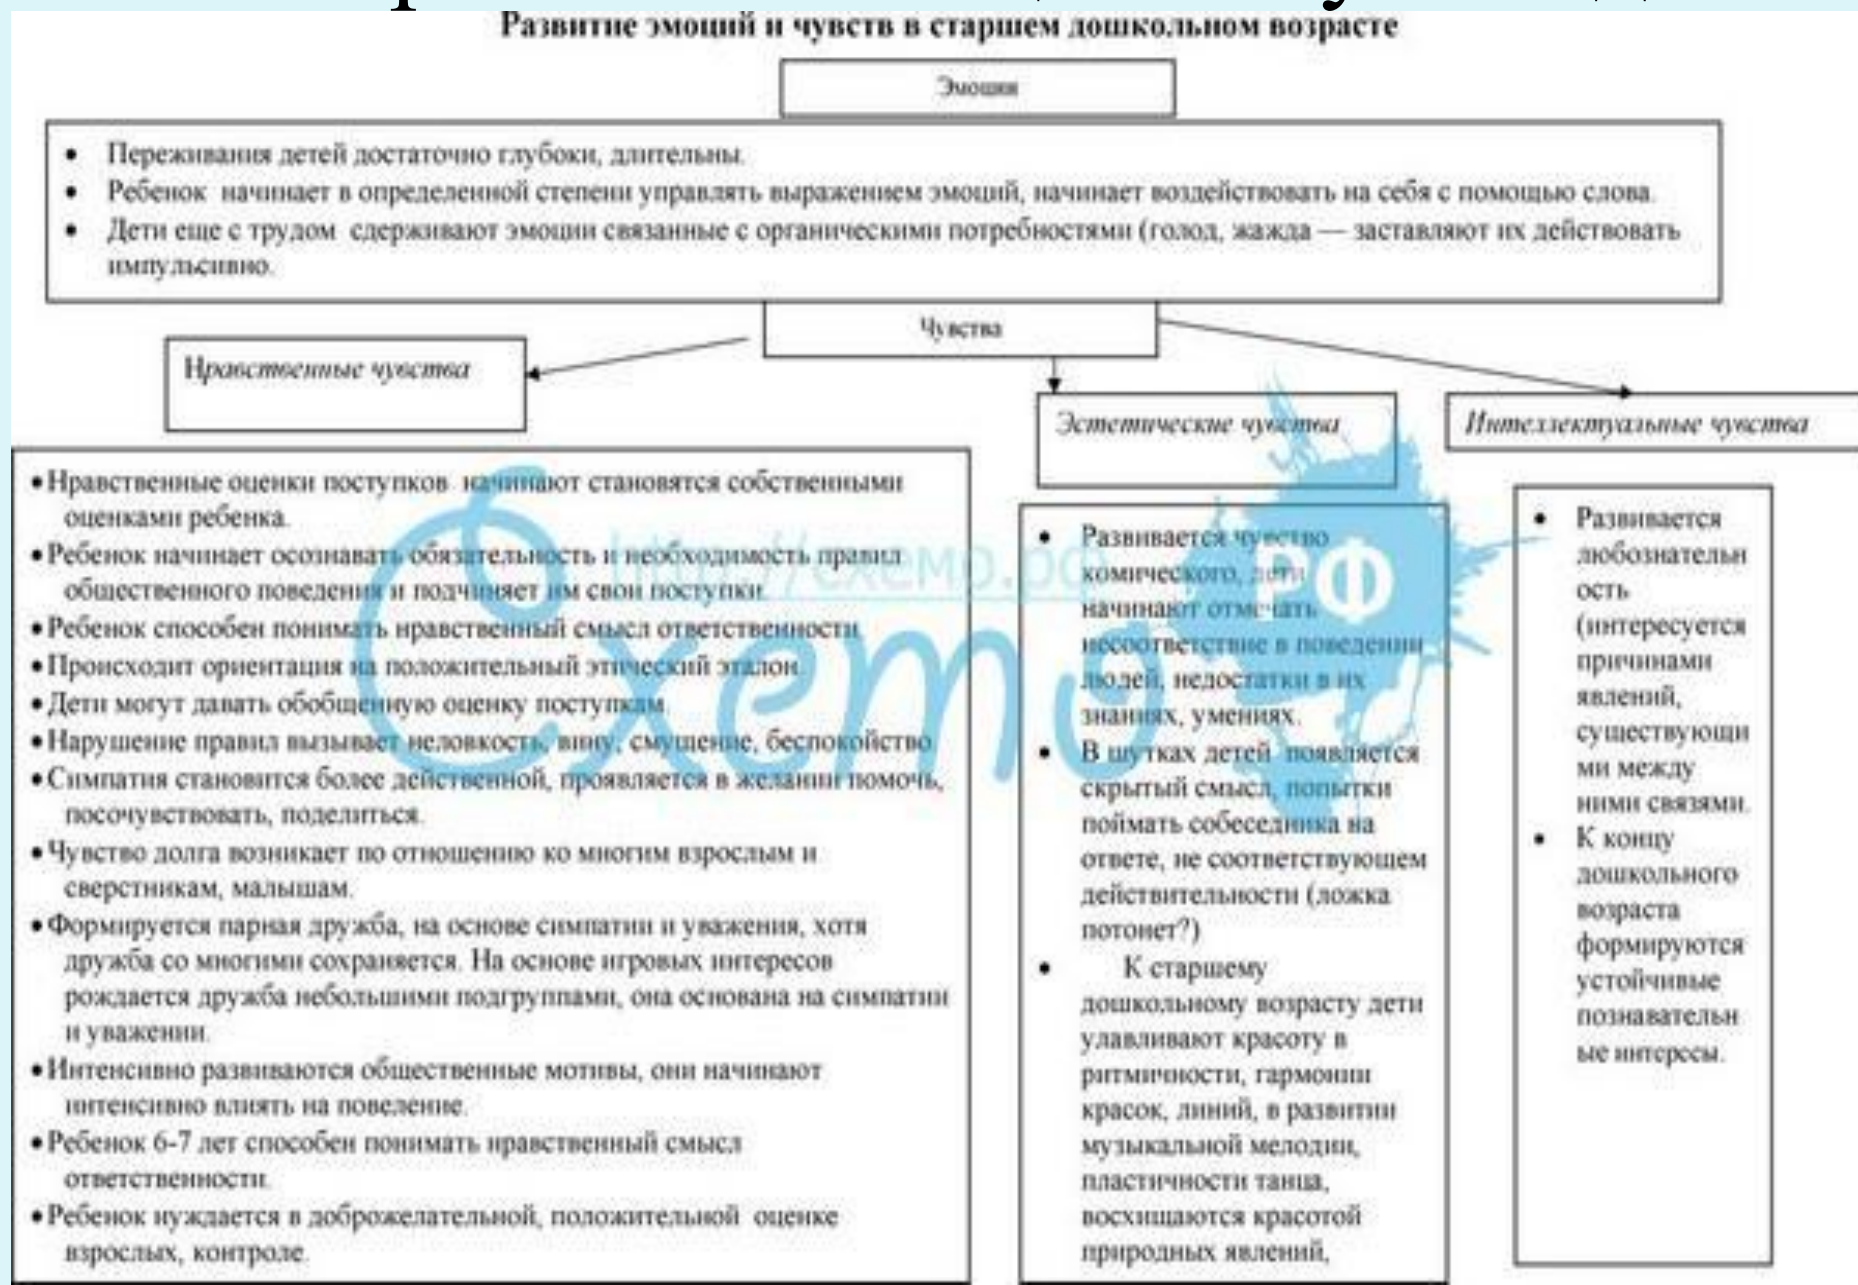 Развитие эмоций и чувств в старшем дошкольном возрасте
Эмоции
• Переживания детей достаточно глубоки, длительны.
• Ребенок начинает в определенной степени управлять выражением эмоций, начинает воздействовать на себя с помощью слова.
• Дети еще с трудом сдерживают эмоции связанные с органическими потребностями (голод, жажда — заставляют их действовать
импульсивно.
Чувства
Нравственные чувства
• Нравственные оценки поступков начинают становятся собственными
оценками ребенка.
• Ребенок начинает осознавать обязательность и необходимость правил
общественного поведения и подчиняет им свои поступки.
• Ребенок способен понимать нравственный смысл ответственности
• Происходит ориентация на положительный этический эталон
• Дети могут давать обобщенную оценку поступкам.
• Нарушение правил вызывает неловкость, вину, смущение, беспокойство
• Симпатия становится более действенной, проявляется в желании помочь,
посочувствовать, поделиться.
• Чувство долга возникает по отношению ко многим взрослым и
сверстникам, малышам.
• Формируется парная дружба, на основе симпатии и уважения, хотя
дружба со многими сохраняется. На основе игровых интересов
рождается дружба небольшими подгруппами, она основана на симпатии
и уважении.
• Интенсивно развиваются общественные мотивы, они начинают
интенсивно влиять на поведение.
• Ребенок 6-7 лет способен понимать нравственный смысл
ответственности.
• Ребенок нуждается в доброжелательной, положительной оценке
взрослых, контроле.
Эстетические чувства
• Развивается чувство
комического, дети
начинают отмечать
несоответствие в поведении
людей, недостатки в их
знаниях, умениях.
• В шутках детей появляется
скрытый смысл, попытки
поймать собеседника на
ответе, не соответствующем
действительности (ложка
потонет?)
• К старшему
дошкольному возрасту дети
улавливают красоту в
ритмичности, гармонии
красок, линий, в развитии
музыкальной мелодии,
пластичности танца,
восхищаются красотой
природных явлений,
Интеллектуальные чувства
• Развивается
любознательн
ость
(интересуется
причинами
явлений,
существующи
ми между
ними связями.
• К концу
дошкольного
возраста
формируются
устойчивые
познавательн
ые интересы.
Схемо
РФ
http://схемо.рф